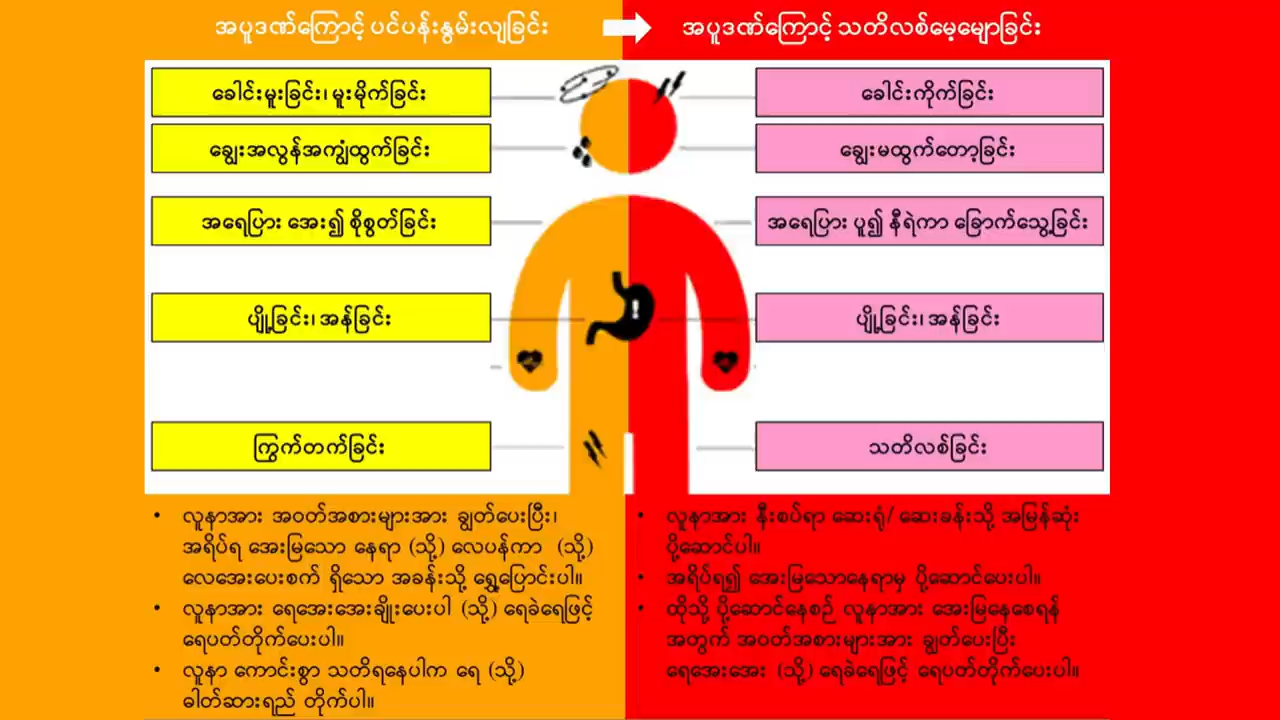 အပူဒဏ်ကြောင့် ပင်ပန်းနွမ်းလျခြင်း
အပူဒဏ်ကြောင့် သတိလစ်မေ့မျောခြင်း
ခေါင်းမူးခြင်း၊ မူးမိုက်ခြင်း
ခေါင်းကိုက်ခြင်း
ချွေးအလွန်အကျွံထွက်ခြင်း
ချွေးမထွက်တော့ခြင်း
အရေပြား အေး၍ စိုစွတ်ခြင်း
အရေပြား ပူ၍ နီရဲကာ ခြောက်သွေ့ခြင်း
ပျို့ခြင်း၊ အန်ခြင်း
ပျို့ခြင်း၊ အန်ခြင်း
ကြွက်တက်ခြင်း
သတိလစ်ခြင်း
• လူနာအား အဝတ်အစားများအား ချွတ်ပေးပြီး၊
အရိပ်ရ အေးမြသော နေရာ (သို့) လေပန်ကာ (သို့)
လေအေးပေးစက် ရှိသော အခန်းသို့ ရွှေ့ပြောင်းပါ။
• လူနာအား ရေအေးအေးချိုးပေးပါ (သို့) ရေခဲရေဖြင့်
ရေပတ်တိုက်ပေးပါ။
• လူနာ ကောင်းစွာ သတိရနေပါက ရေ (သို့)
ဓါတ်ဆားရည် တိုက်ပါ။
• လူနာအား နီးစပ်ရာ ဆေးရုံ/ ဆေးခန်းသို့ အမြန်ဆုံး
ပို့ဆောင်ပါ။
• အရိပ်ရ၍ အေးမြသောနေရာမှ ပို့ဆောင်ပေးပါ။
• ထိုသို့ ပို့ဆောင်နေစဉ် လူနာအား အေးမြနေစေရန်
အတွက် အဝတ်အစားများအား ချွတ်ပေးပြီး
ရေအေးအေး (သို့) ရေခဲရေဖြင့် ရေပတ်တိုက်ပေးပါ။